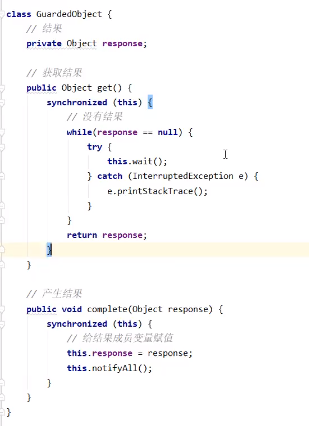 class GuardedObject {
// 结果
private Object response;
// 获取结果
public Object get() {
synchronized (this) {
// 没有结果
while(response == null) {
try {
this.wait();
} catch (InterruptedException e) {
e.printStackTrace();
}
}
return response;
}
}
// 产生结果
public void complete(Object response) {
synchronized (this) {
// 给结果成员变量赋值
this.response = response;
this.notifyAll();
}
}
}